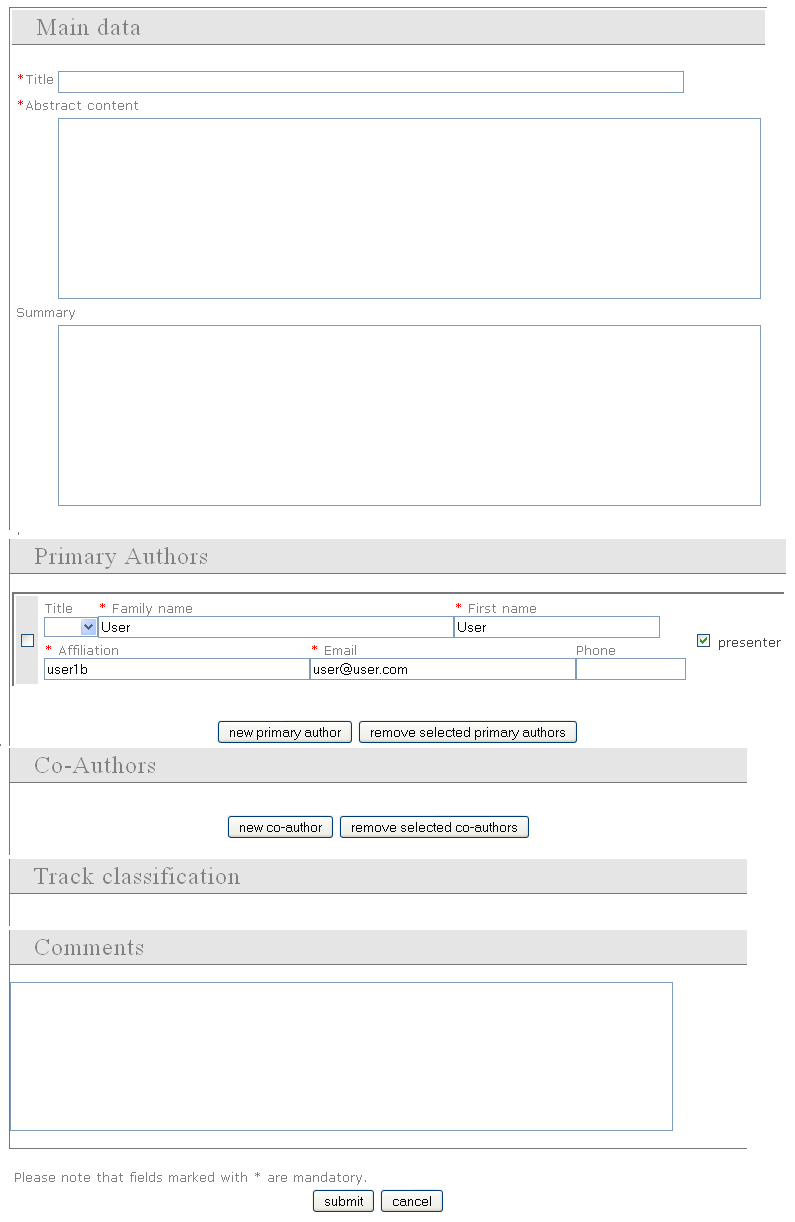 Main data
*Title
*Abstract content
Summary
Primary Authors
Title * Family name * First name
User User
presenter
* Affiliation * Email Phone
user1b user@user.com
new primary author remove selected primary authors
Co-Authors
new co-author remove selected co-authors
Track classification
Comments
Please note that fields marked with * are mandatory.
submit cancel